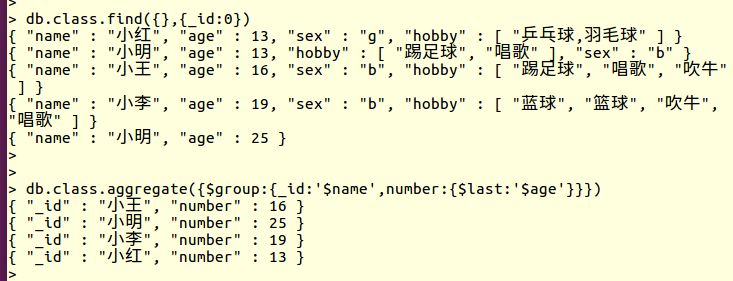 >
> db.class.find({},{_id:0})
{ "name" : "小红", "age" : 13, "sex" : "g", "hobby" : [ "乒乓球,羽毛球" ] }
{ "name" : "小明", "age" : 13, "hobby" : [ "踢足球", "唱歌" ], "sex" : "b" }
{ "name" : "小王", "age" : 16, "sex" : "b", "hobby" : [ "踢足球", "唱歌", "吹牛"
 ] }
{ "name" : "小李", "age" : 19, "sex" : "b", "hobby" : [ "蓝球", "篮球", "吹牛",
"唱歌" ] }
{ "name" : "小明", "age" : 25 }
>
>
> db.class.aggregate({$group:{_id:'$name',number:{$last:'$age'}}})
{ "_id" : "小王", "number" : 16 }
{ "_id" : "小明", "number" : 25 }
{ "_id" : "小李", "number" : 19 }
{ "_id" : "小红", "number" : 13 }
>